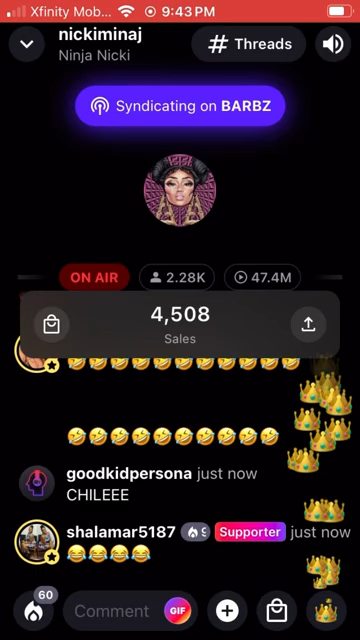 Xfinity Mob... 9:43 PM
nickiminaj
Ninja Nicki
# Threads
Syndicating on BARBZ
ON AIR 2.28K 47.4M
4,508
Sales
goodkidpersona just now
CHILEEE
shalamar5187 9 Supporter just now
60
Comment GIF